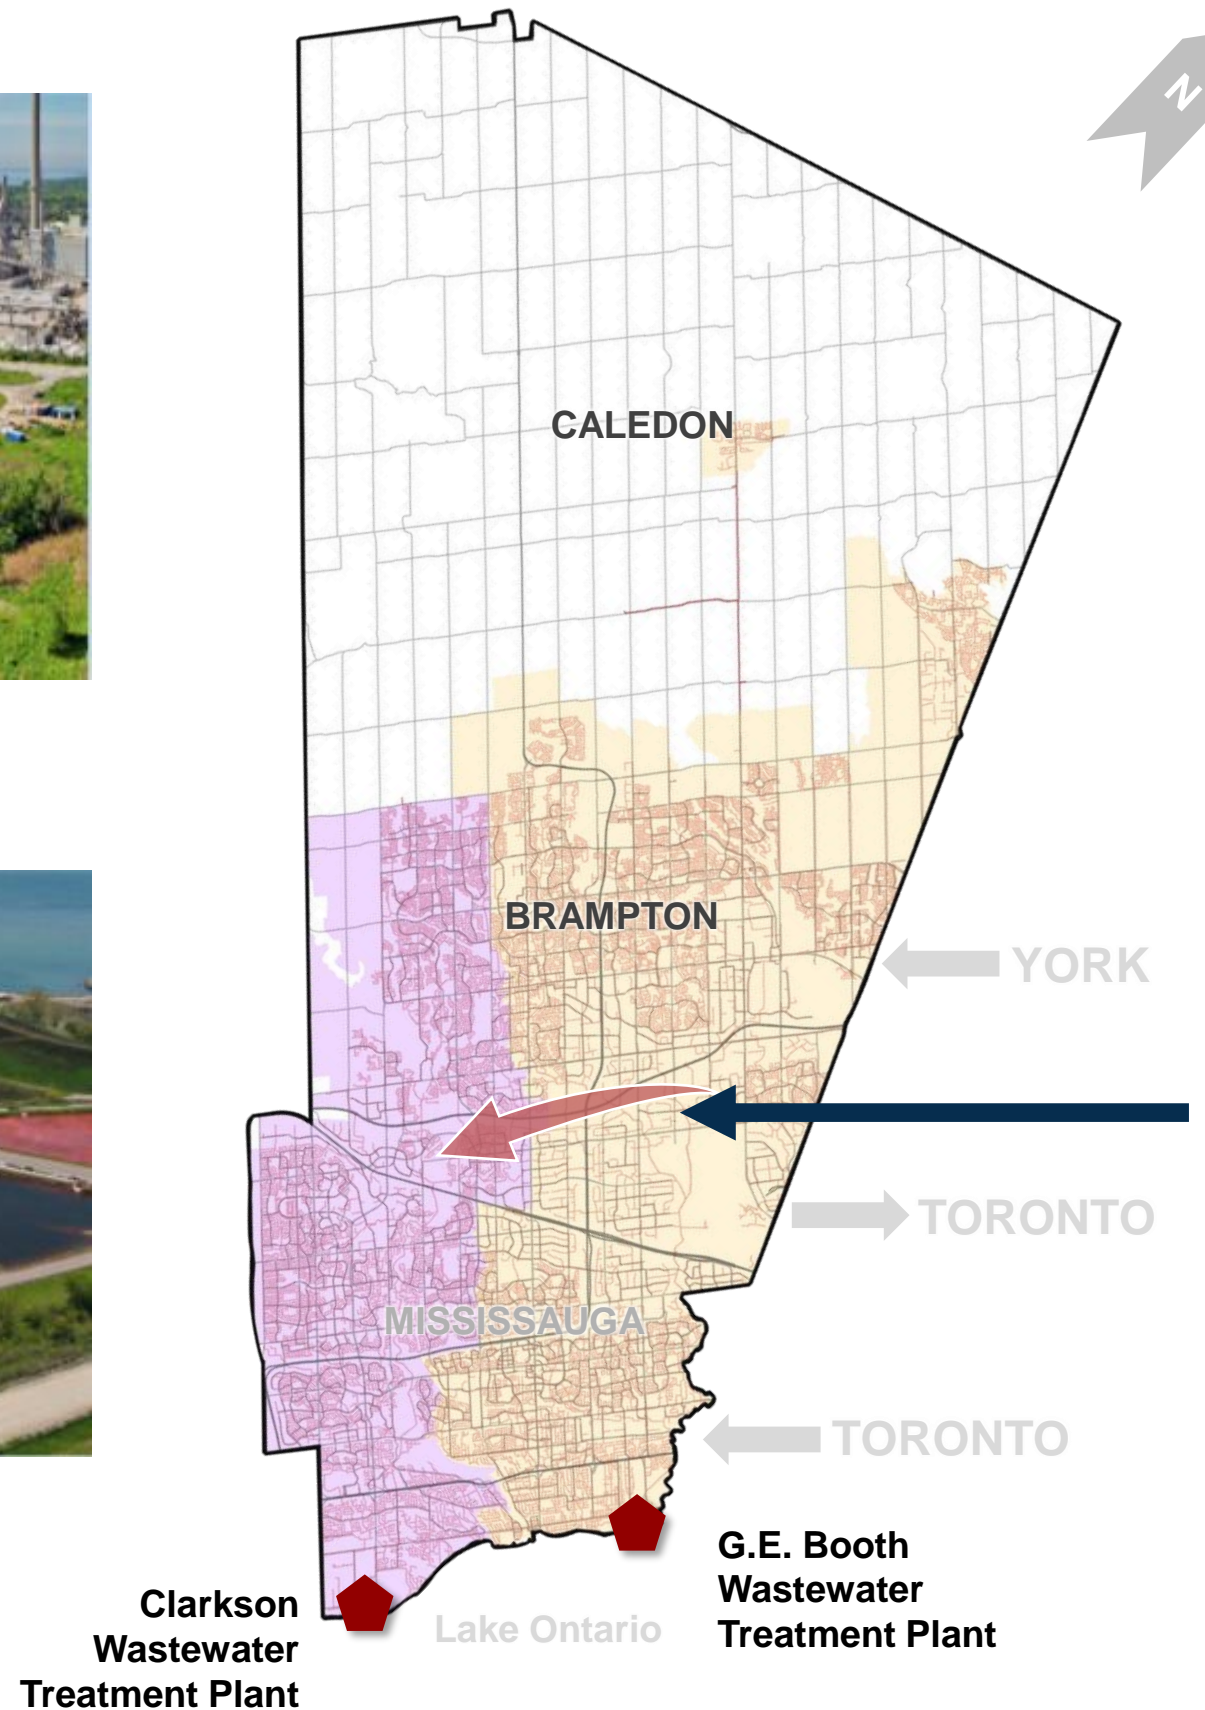 N
CALEDON
BRAMPTON
YORK
TORONTO
MISSISSAUGA
TORONTO
G.E. Booth
Wastewater
Treatment Plant
Clarkson
Wastewater
Treatment Plant
Lake Ontario